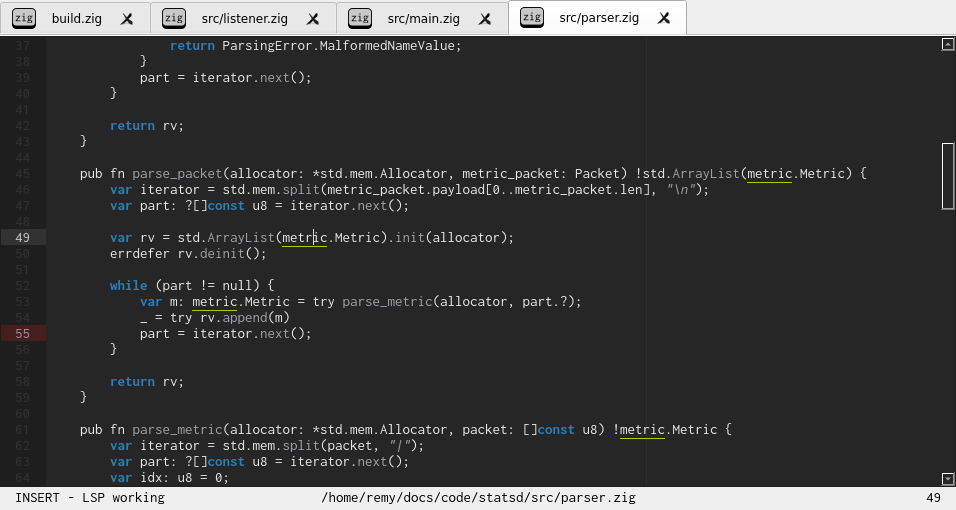 zig build.zig X zig src/listener.zig X zig src/main.zig X zig src/parser.zig X
37 return ParsingError.MalformedNameValue;
38 }
39 part = iterator.next();
40 }
41
42 return rv;
43 }
44
45 pub fn parse_packet(allocator: *std.mem.Allocator, metric_packet: Packet) !std.ArrayList(metric.Metric) {
46 var iterator = std.mem.split(metric_packet.payload[0..metric_packet.len], "\n");
47 var part: ?[]const u8 = iterator.next();
48
49 var rv = std.ArrayList(metric.Metric).init(allocator);
50 errdefer rv.deinit();
51
52 while (part != null) {
53 var m: metric.Metric = try parse_metric(allocator, part.?);
54 _ = try rv.append(m)
55 part = iterator.next();
56 }
57
58 return rv;
59 }
60
61 pub fn parse_metric(allocator: *std.mem.Allocator, packet: []const u8) !metric.Metric {
62 var iterator = std.mem.split(packet, "|");
63 var part: ?[]const u8 = iterator.next();
64 var idx: u8 = 0;
INSERT - LSP working /home/remy/docs/code/statsd/src/parser.zig 49